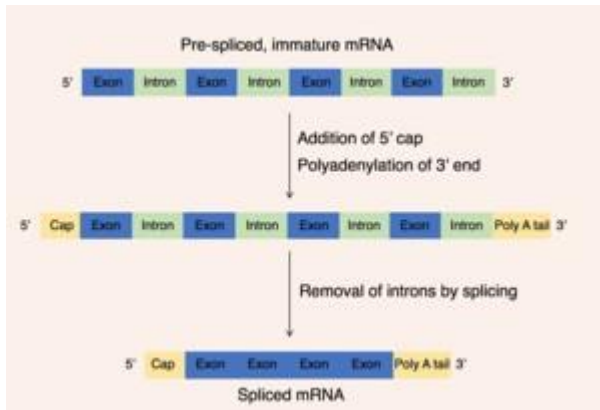 Pre-spliced, immature mRNA
5' Exon Intron Exon Intron Exon Intron Exon Intron 3'
Addition of 5' cap
Polyadenylation of 3' end
5' Cap Exon Intron Exon Intron Exon Intron Exon Intron Poly A tail 3'
Removal of introns by splicing
5' Cap Exon Exon Exon Exon Poly A tail 3'
Spliced mRNA